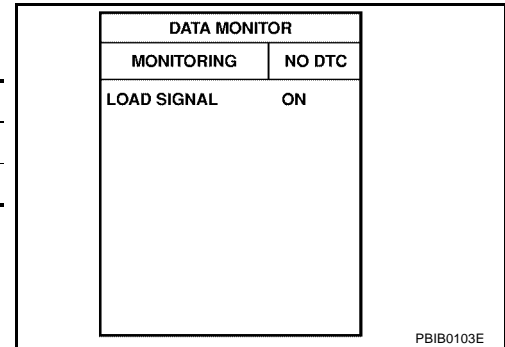 DATA MONITOR
MONITORING NO DTC
LOAD SIGNAL ON
PBIB0103E